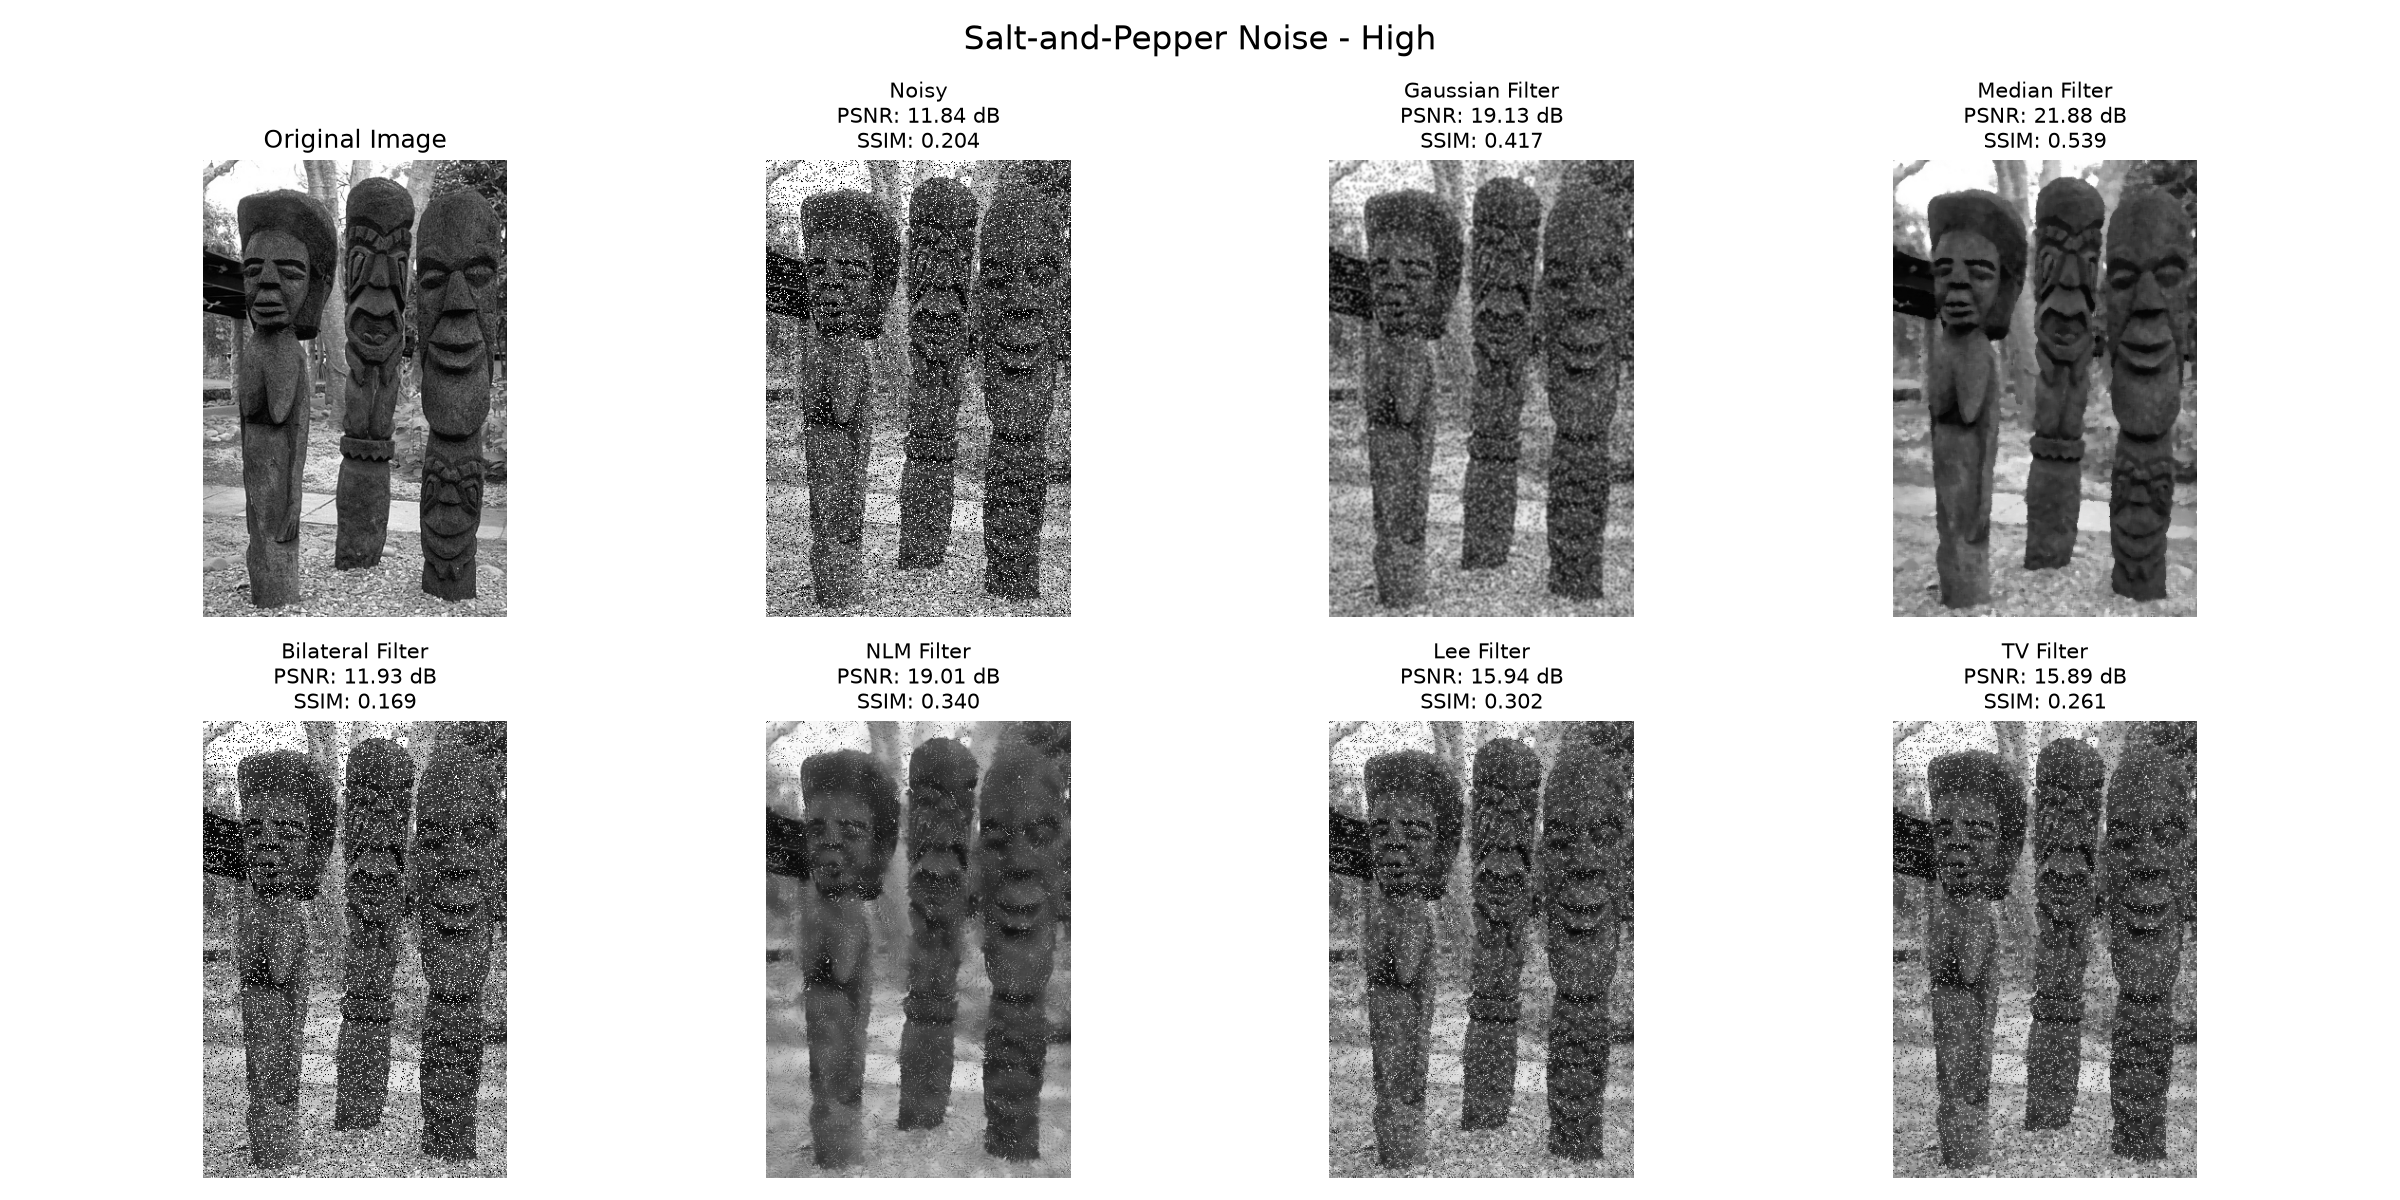 Salt-and-Pepper Noise - High
Original Image
Noisy
PSNR: 11.84 dB
SSIM: 0.204
Gaussian Filter
PSNR: 19.13 dB
SSIM: 0.417
Median Filter
PSNR: 21.88 dB
SSIM: 0.539
Bilateral Filter
PSNR: 11.93 dB
SSIM: 0.169
NLM Filter
PSNR: 19.01 dB
SSIM: 0.340
Lee Filter
PSNR: 15.94 dB
SSIM: 0.302
TV Filter
PSNR: 15.89 dB
SSIM: 0.261